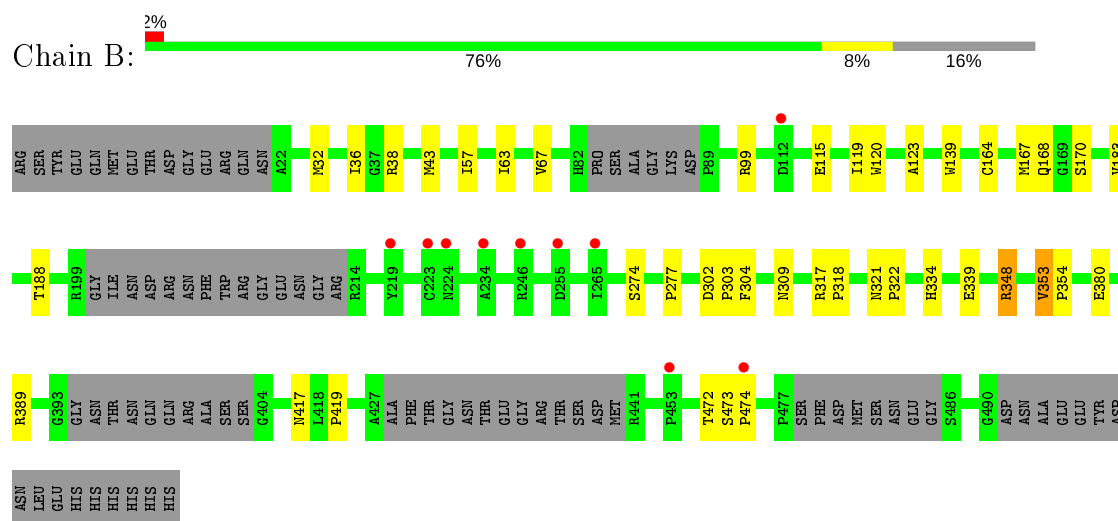 2%
Chain B:
76% 8% 16%
ARG SER TYR GLU GLN MET GLU THR ASP GLY GLU ARG GLN ASN A22 M32 I36 G37 R38 M43 I57 I63 V67 H82 PRO SER ALA GLY LYS ASP P89 R99 D112 E115 I119 W120 A123 W139 C164 M167 Q168 G169 S170 V183
T188 R199 GLY ILE ASN ASP ARG ASN PHE TRP ARG GLY GLU ASN GLY ARG R214 Y219 C223 N224 A234 R246 D255 I265 S274 P277 D302 P303 F304 N309 R317 P318 N321 P322 H334 E339 R348 V353 P354 E380
R389 G393 GLY ASN THR ASN GLN GLN ARG ALA SER SER G404 N417 L418 P419 A427 ALA PHE THR GLY ASN THR GLU GLY ARG THR SER ASP MET R441 P453 T472 S473 P474 P477 SER PHE ASP MET SER ASN GLU GLY S486 G490 ASP ASN ALA GLU GLU TYR ASP
ASN LEU GLU HIS HIS HIS HIS HIS HIS